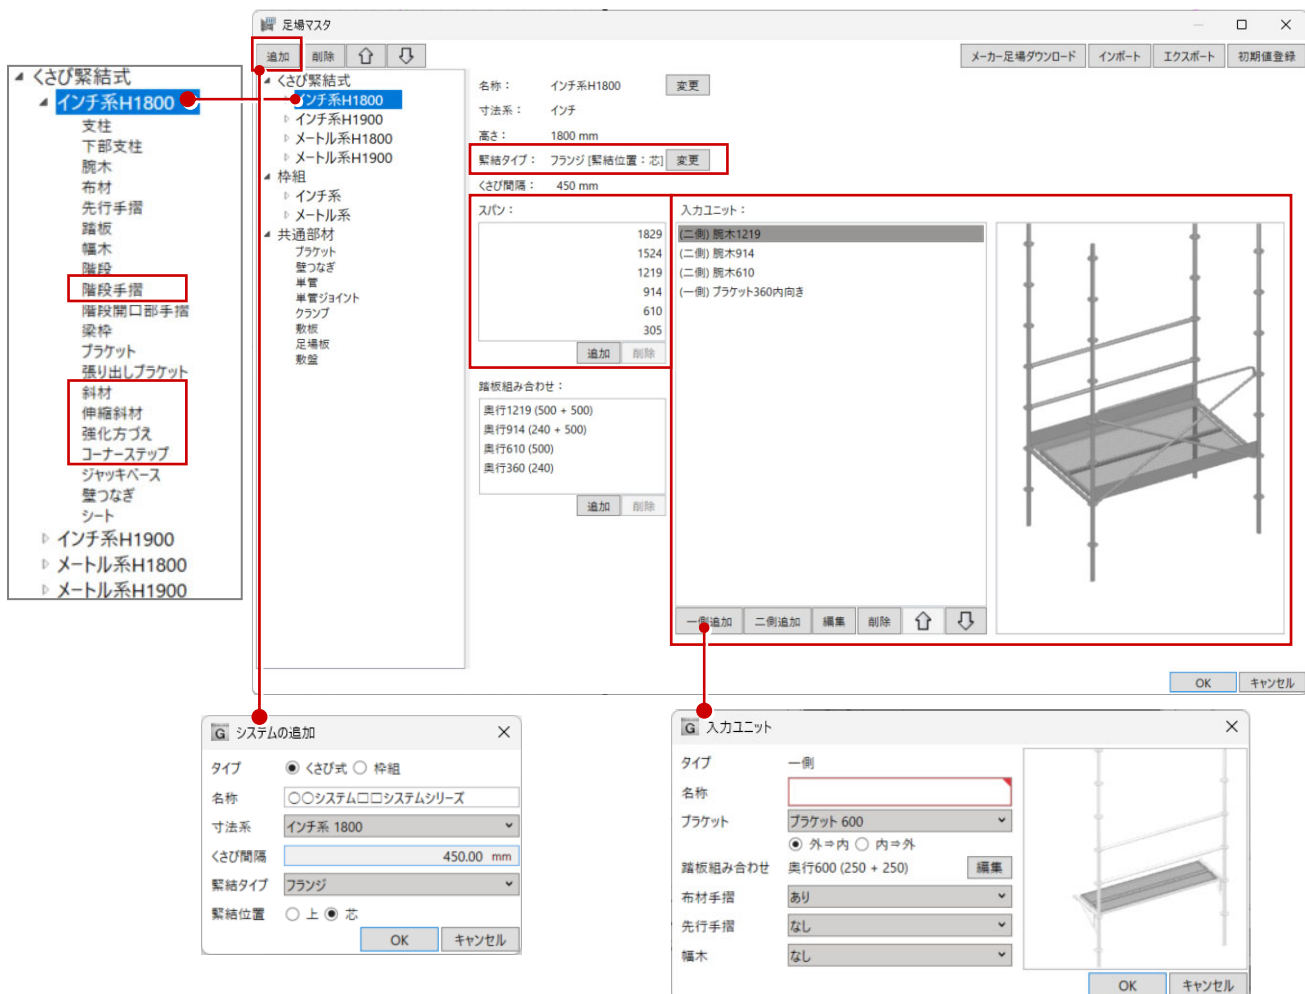 足場マスタ
追加 削除
メーカー足場ダウンロード インポート エクスポート 初期値登録
くさび緊結式
インチ系H1800
支柱
下部支柱
腕木
布材
先行手摺
踏板
幅木
階段
階段手摺
階段開口部手摺
梁枠
ブラケット
張り出しブラケット
斜材
伸縮斜材
強化方づえ
コーナーステップ
ジャッキベース
壁つなぎ
シート
インチ系H1900
メートル系H1800
メートル系H1900
くさび緊結式
インチ系H1800
インチ系H1900
メートル系H1800
メートル系H1900
枠組
インチ系
メートル系
共通部材
ブラケット
壁つなぎ
単管
単管ジョイント
クランプ
敷板
足場板
敷盤
名称： インチ系H1800 変更
寸法系： インチ
高さ： 1800 mm
緊結タイプ： フランジ [緊結位置：芯] 変更
くさび間隔： 450 mm
スパン：
1829
1524
1219
914
610
305
追加 削除
踏板組み合わせ：
奥行1219 (500 + 500)
奥行914 (240 + 500)
奥行610 (500)
奥行360 (240)
追加 削除
入力ユニット：
(二側) 腕木1219
(二側) 腕木914
(二側) 腕木610
(一側) ブラケット360内向き
一側追加 二側追加 編集 削除
OK キャンセル
G システムの追加
タイプ くさび式 枠組
名称 〇〇システム□□システムシリーズ
寸法系 インチ系 1800
くさび間隔 450.00 mm
緊結タイプ フランジ
緊結位置 上 芯
OK キャンセル
G 入力ユニット
タイプ 一側
名称
ブラケット ブラケット 600
外⇒内 内⇒外
踏板組み合わせ 奥行600 (250 + 250) 編集
布材手摺 あり
先行手摺 なし
幅木 なし
OK キャンセル